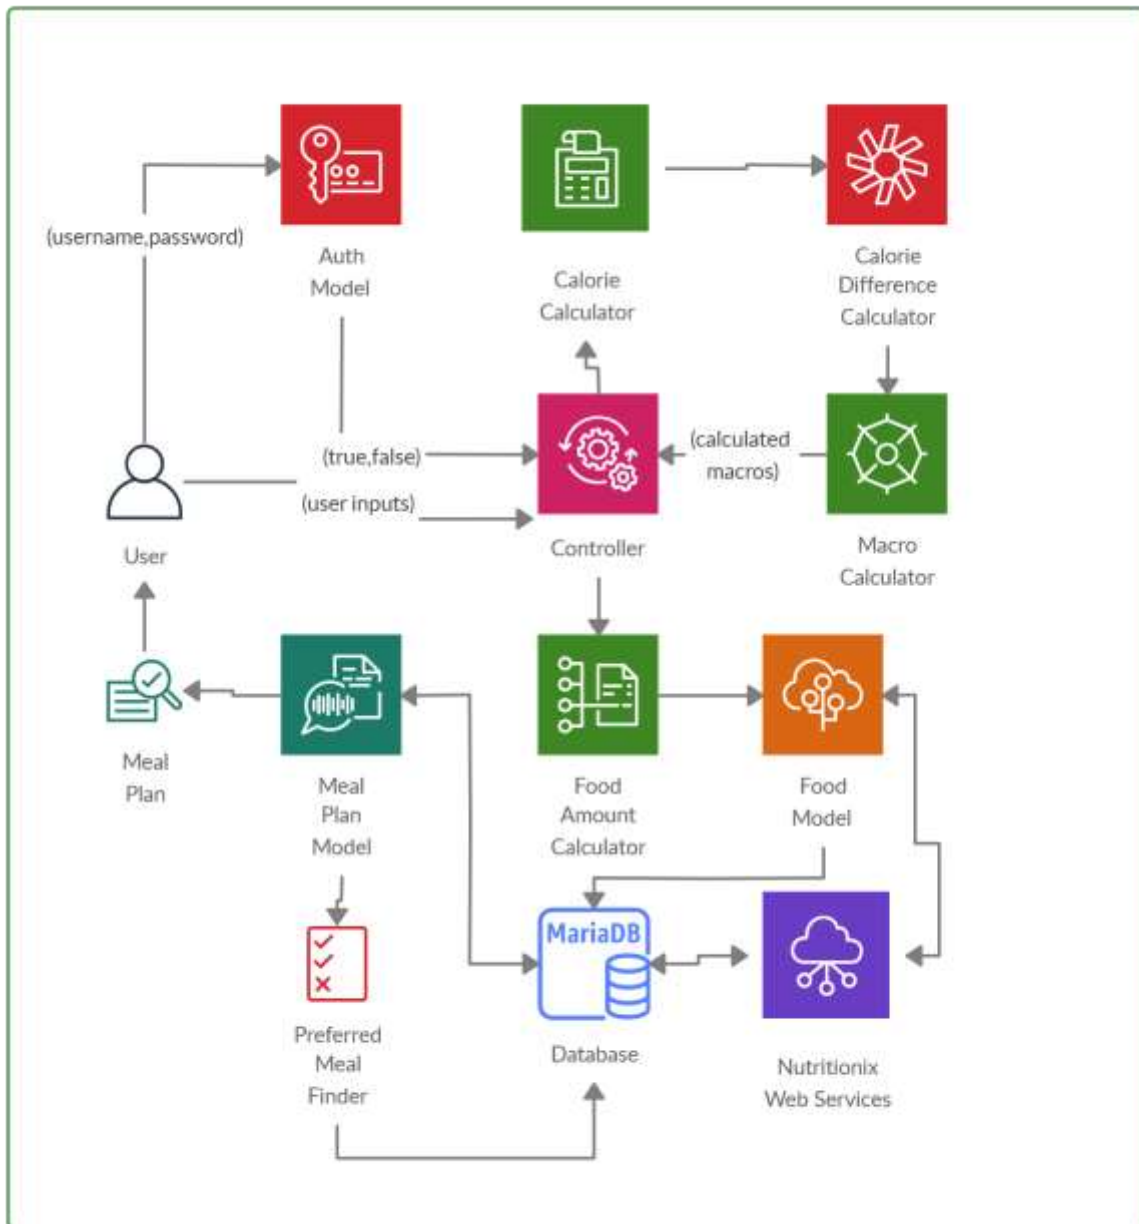 (username,password)
Auth
Model
Calorie
Calculator
Calorie
Difference
Calculator
(true,false)
(user inputs)
(calculated
macros)
User
Controller
Macro
Calculator
Meal
Plan
Meal
Plan
Model
Food
Amount
Calculator
Food
Model
MariaDB
Preferred
Meal
Finder
Database
Nutritionix
Web Services